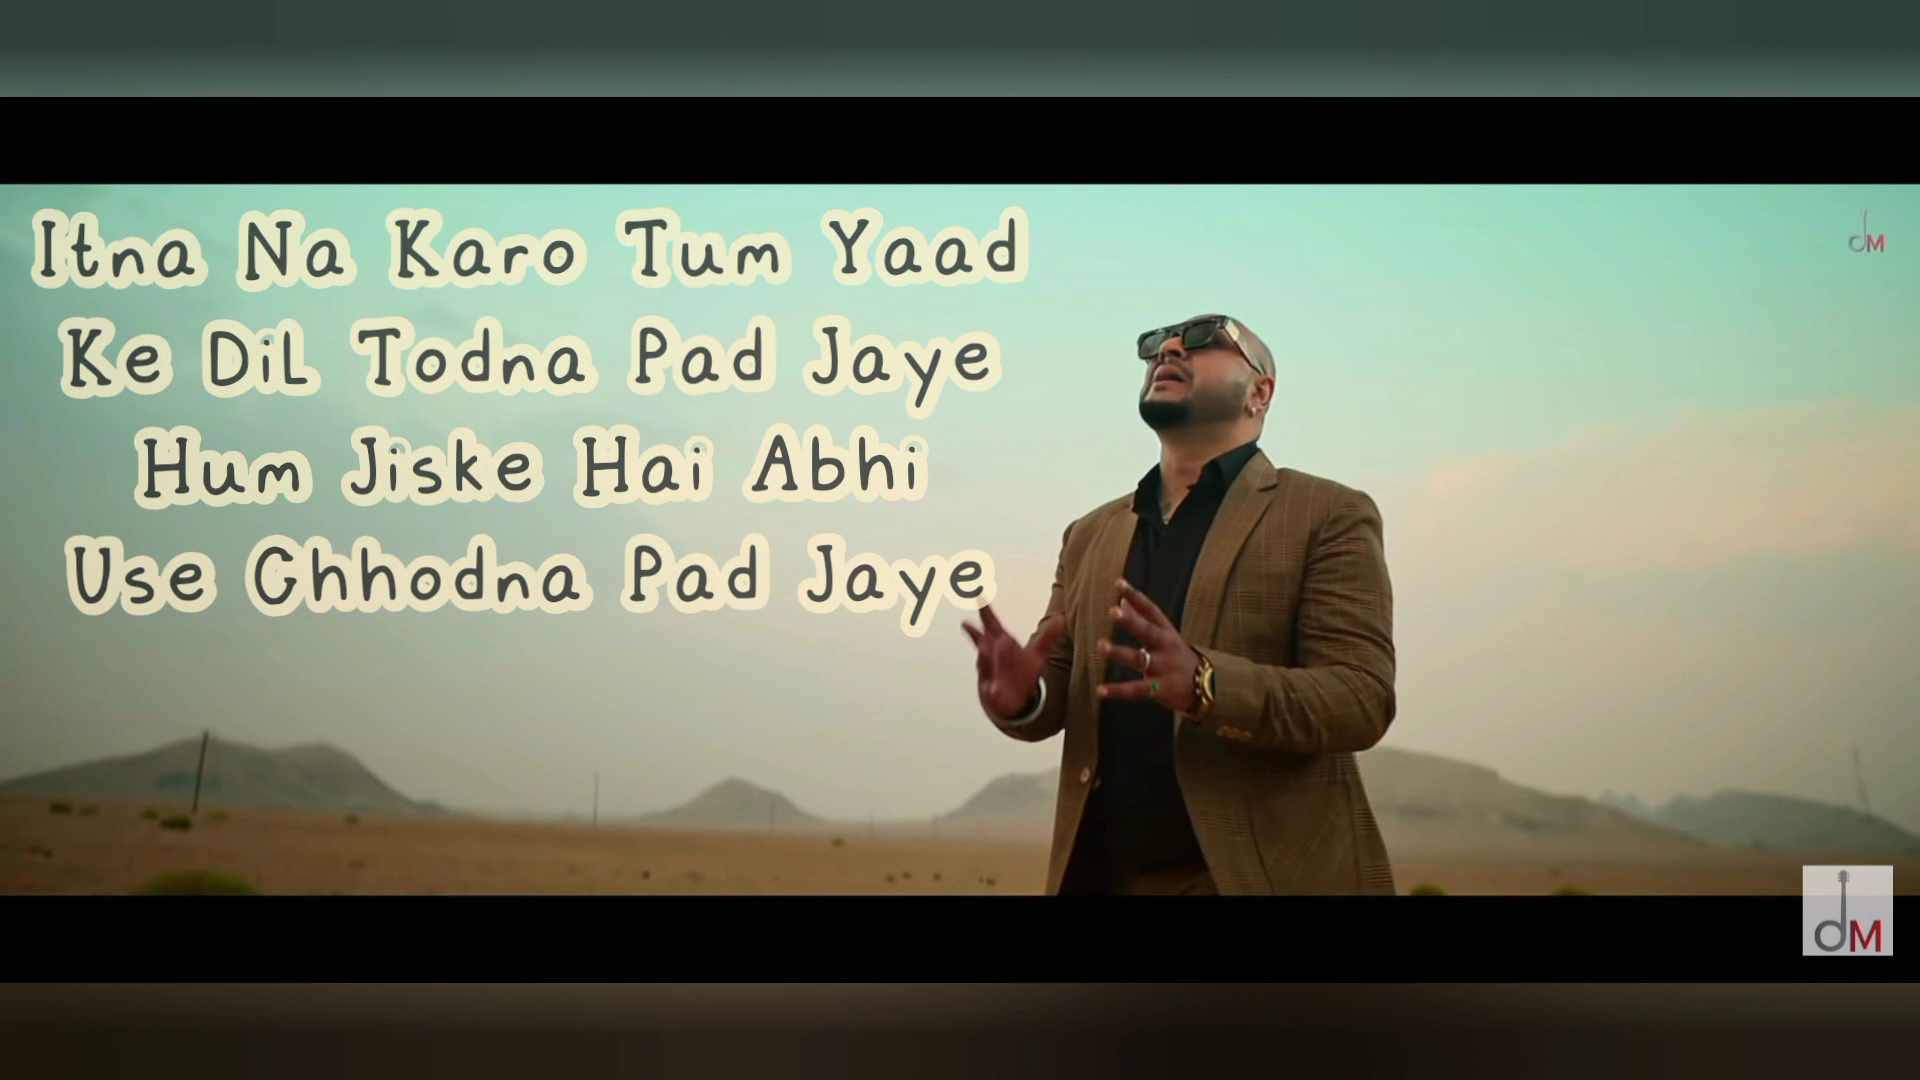 Itna Na Karo Tum Yaad
Ke Dil Todna Pad Jaye
Hum Jiske Hai Abhi
Use Chhodna Pad Jaye
dM
dM